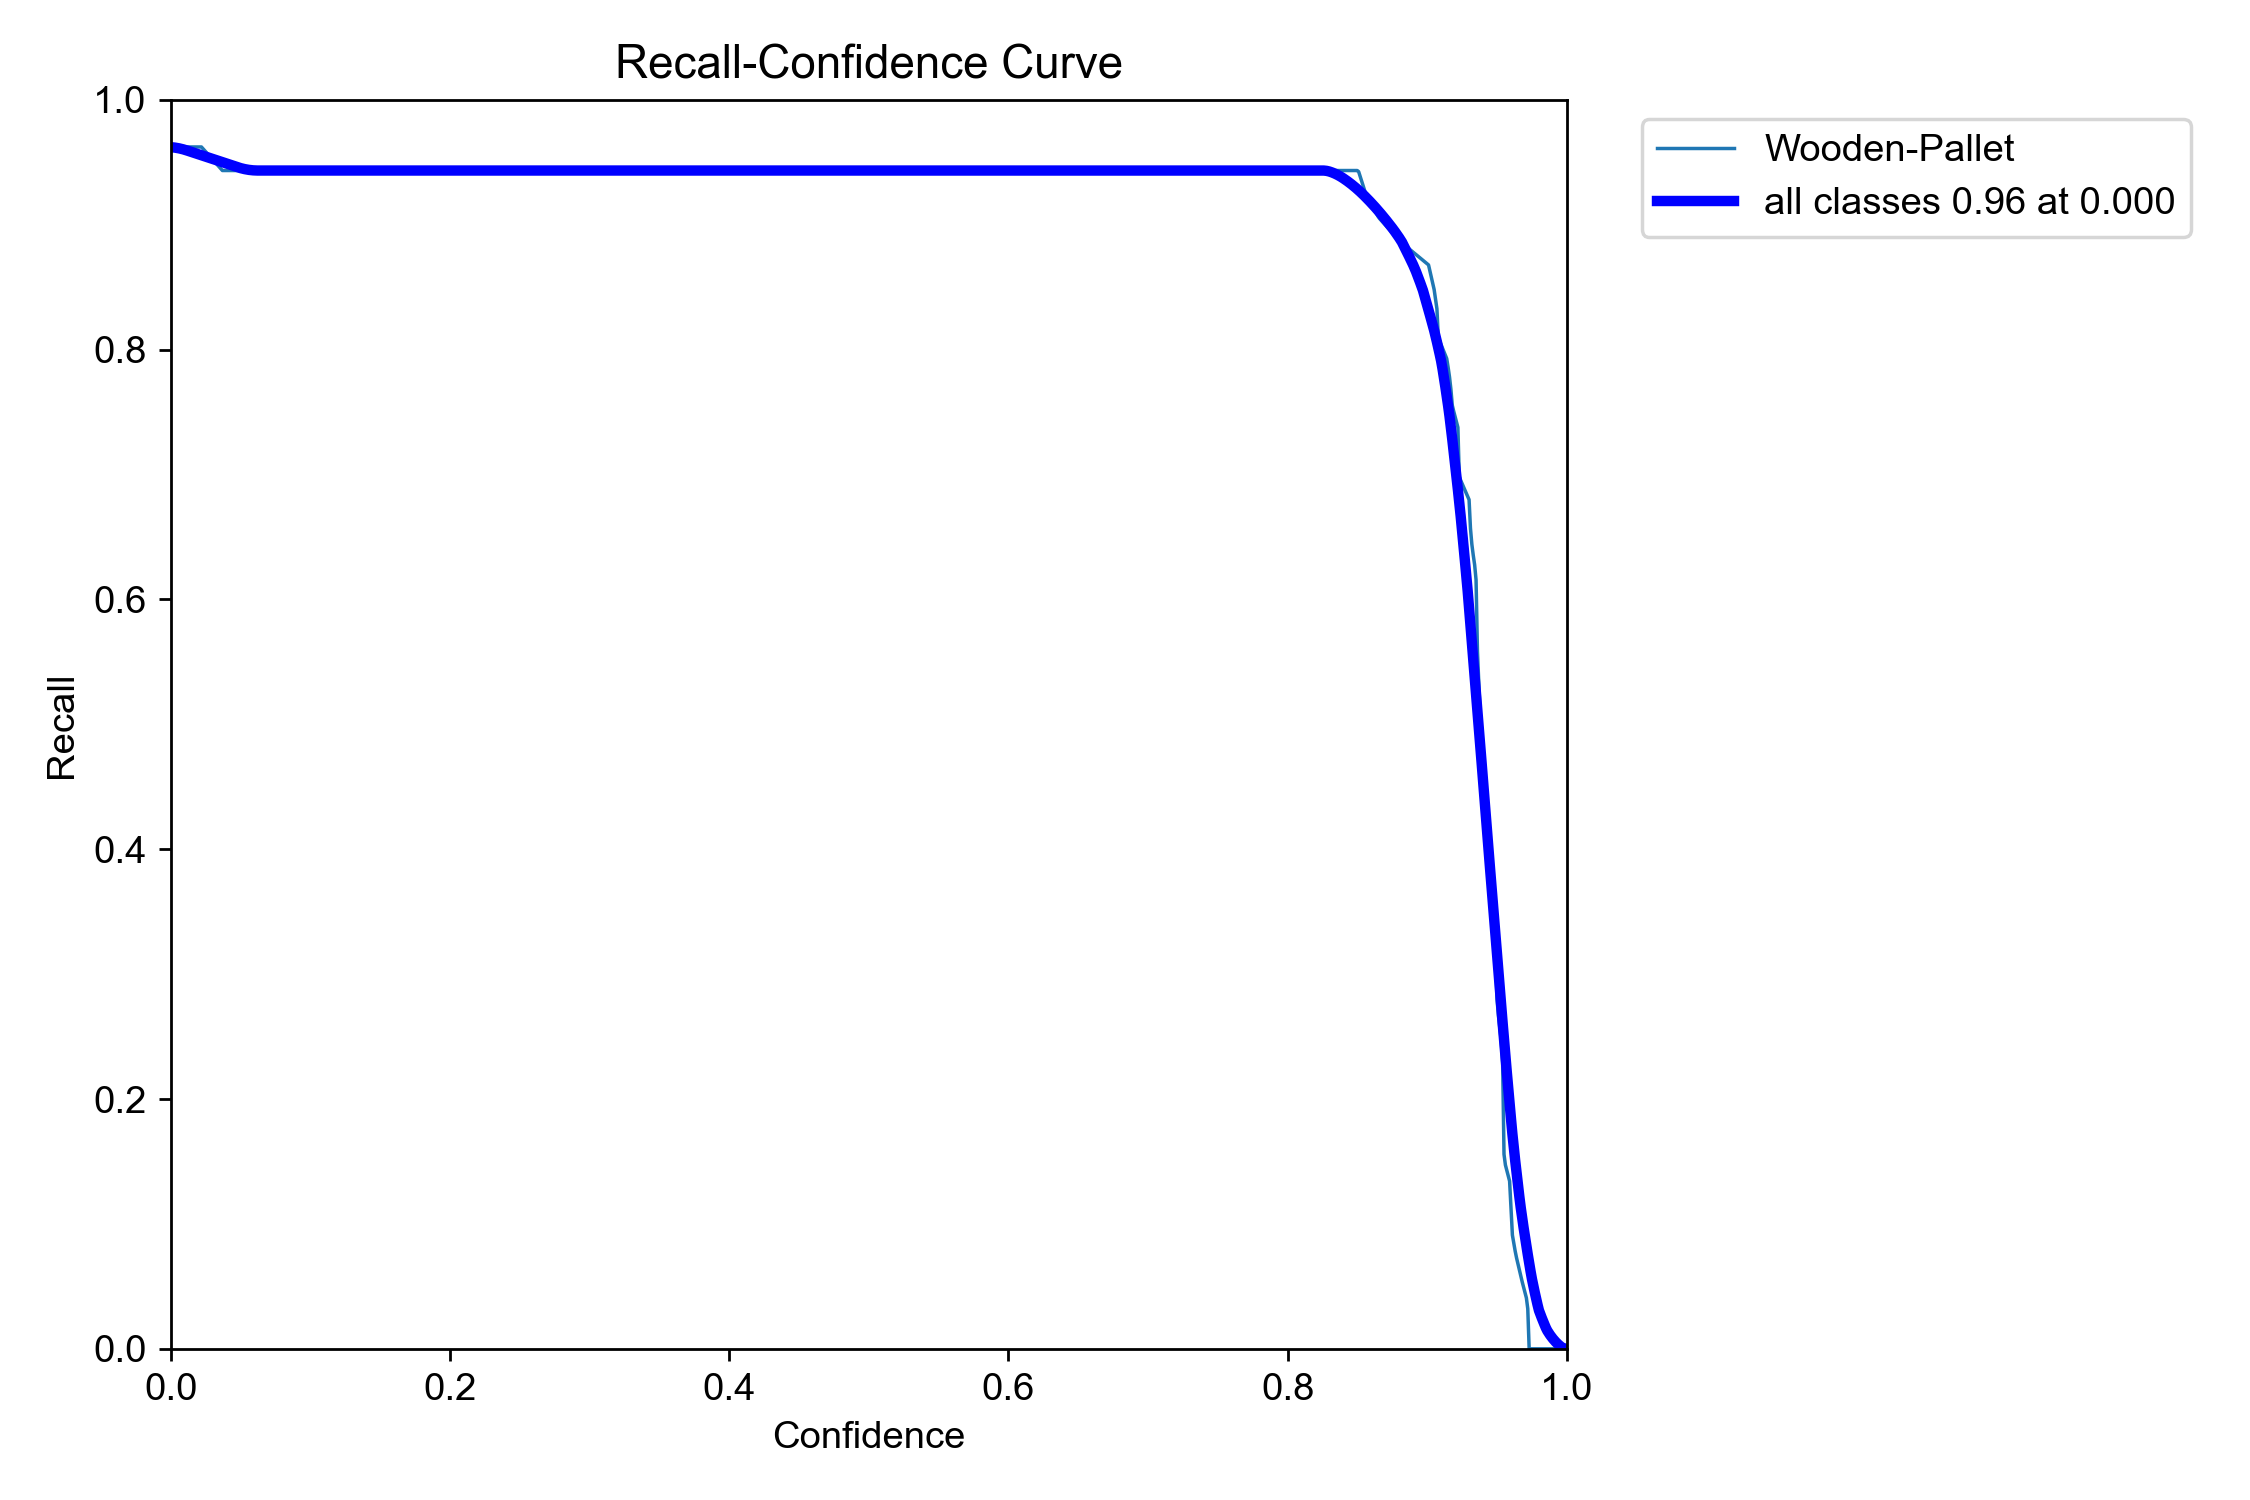 Recall-Confidence Curve
1.0
0.8
0.6
0.4
0.2
0.0
Recall
0.0 0.2 0.4 0.6 0.8 1.0
Confidence
Wooden-Pallet
all classes 0.96 at 0.000